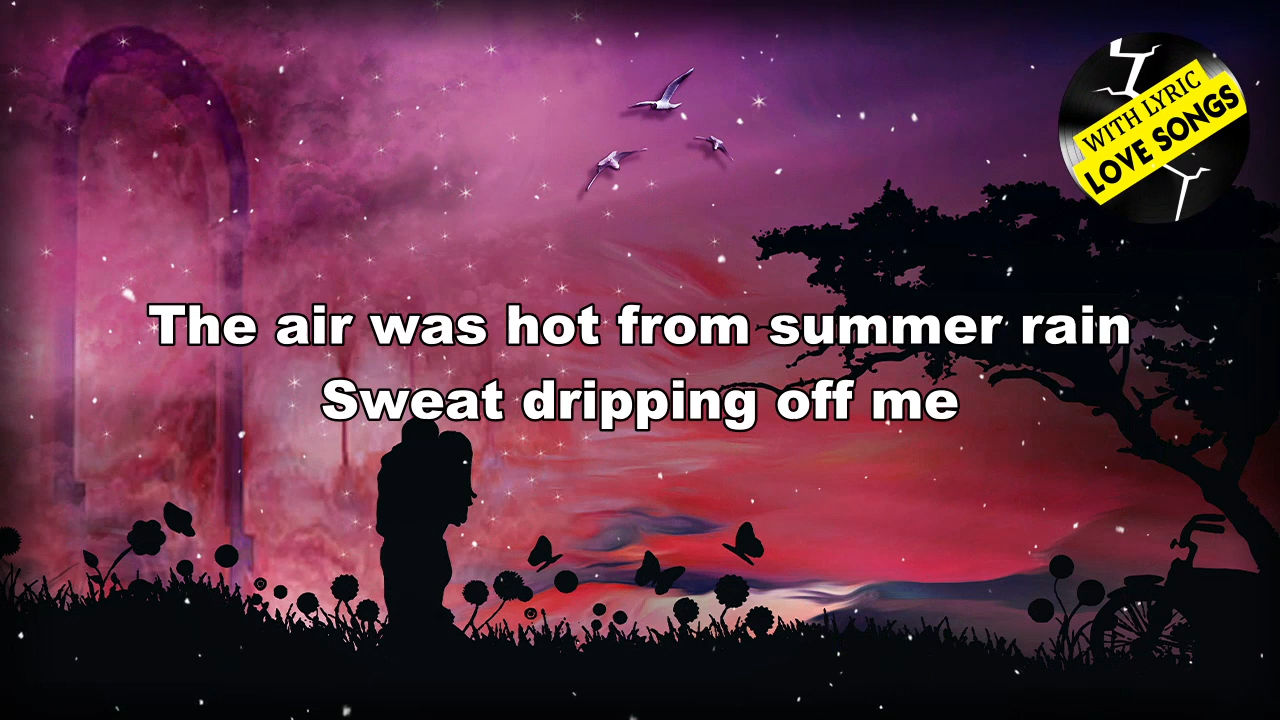 WITH LYRIC
LOVE SONGS
The air was hot from summer rain
Sweat dripping off me